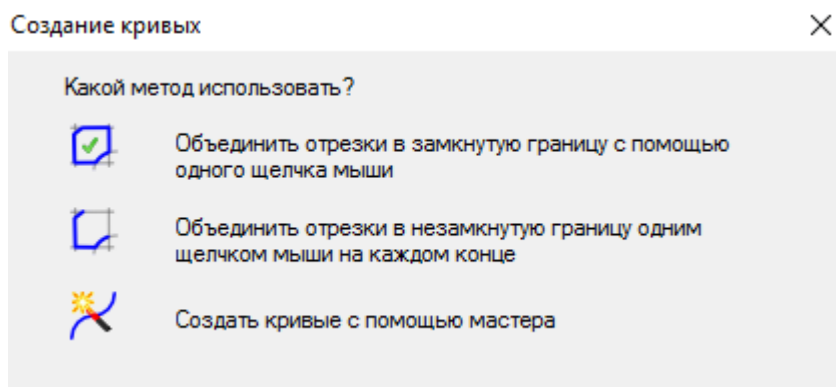 Создание кривых
Какой метод использовать?
Объединить отрезки в замкнутую границу с помощью
одного щелчка мыши
Объединить отрезки в незамкнутую границу одним
щелчком мыши на каждом конце
Создать кривые с помощью мастера